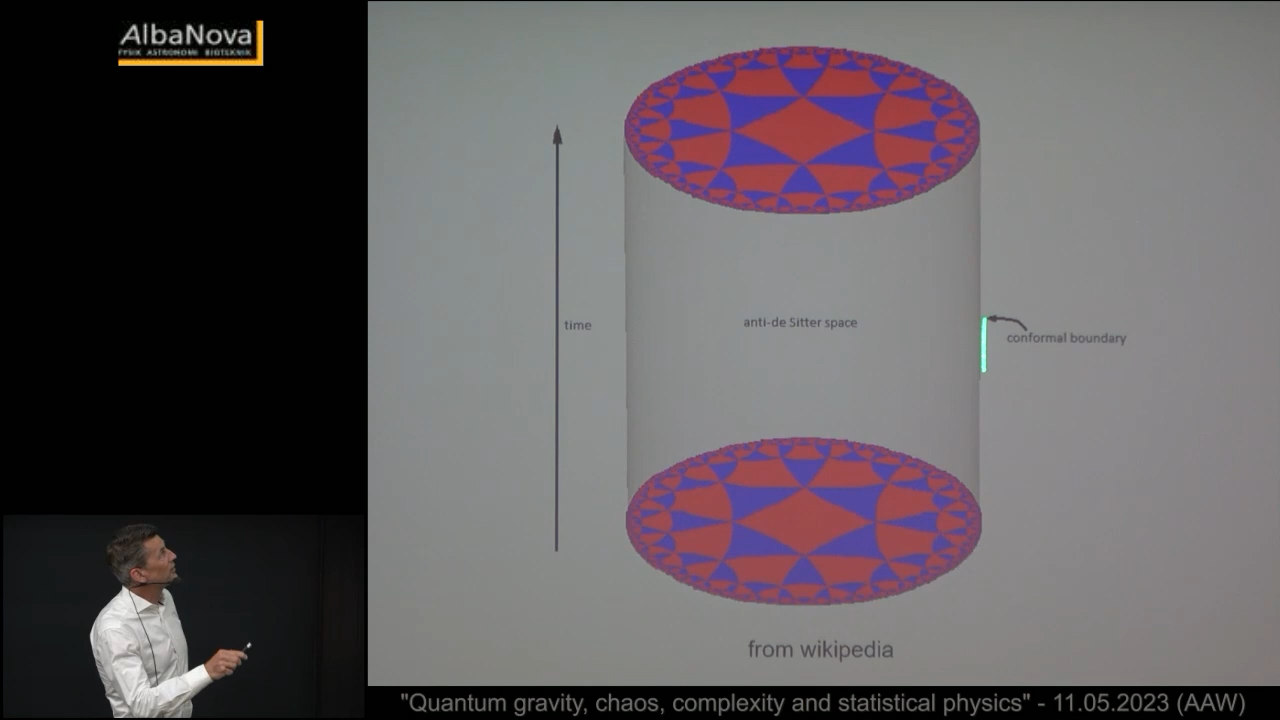 AlbaNova
FYSIK ASTRONOMI BIOTEKNIK
time
anti-de Sitter space
conformal boundary
from wikipedia
"Quantum gravity, chaos, complexity and statistical physics" - 11.05.2023 (AAW)